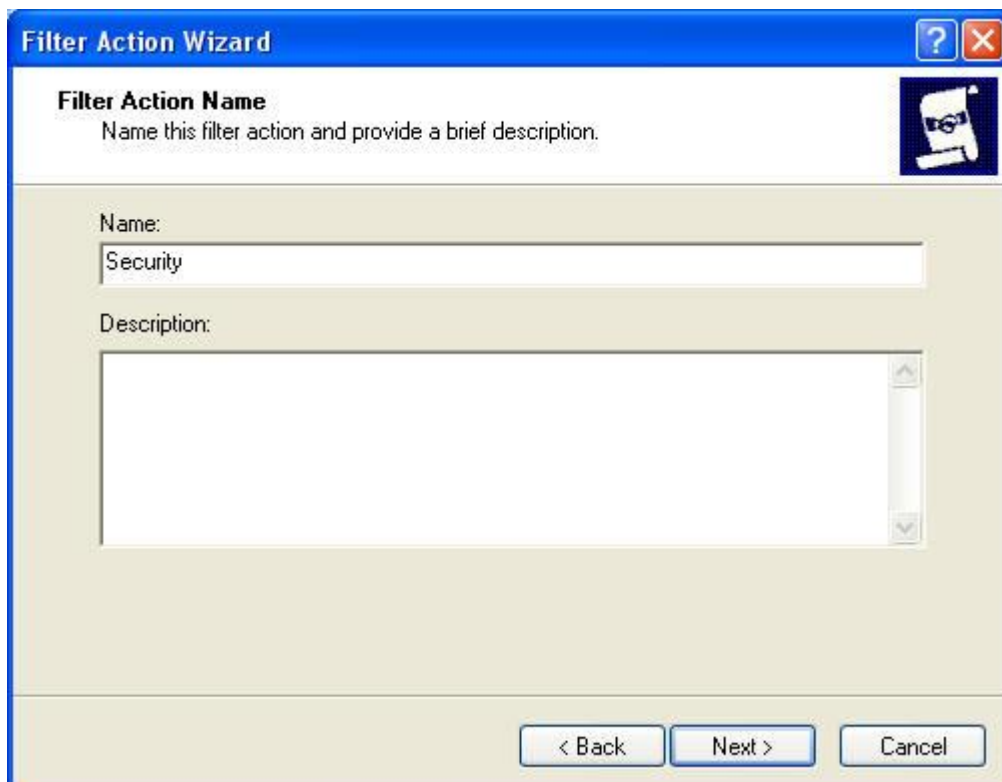 Filter Action Wizard
?
Filter Action Name
Name this filter action and provide a brief description.
Name:
Security
Description:
< Back
Next >
Cancel